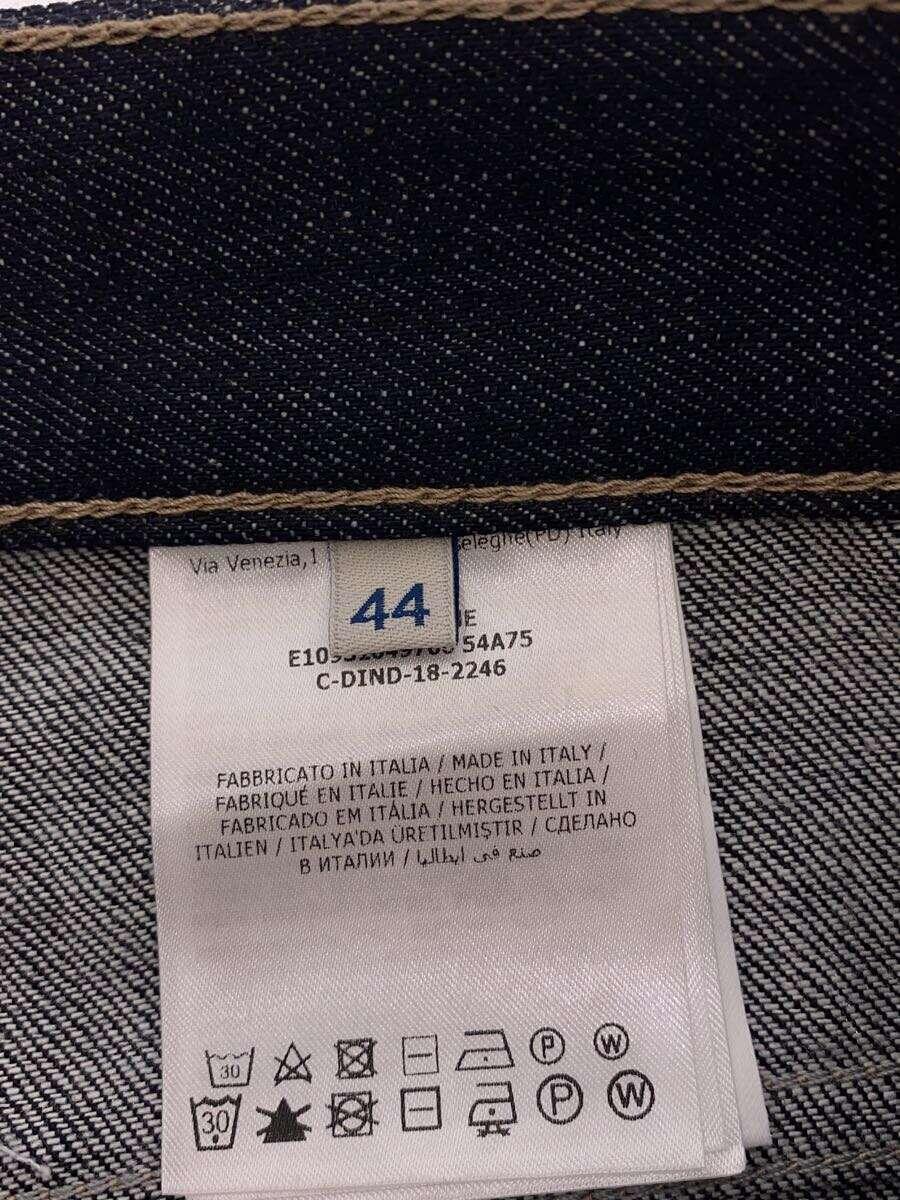 Via Venezia,1
44
54A75
C-DIND-18-2246
FABBRICATO IN ITALIA / MADE IN ITALY /
FABRIQUÉ EN ITALIE / HECHO EN ITALIA /
FABRICADO EM ITÁLIA / HERGESTELLT IN
ITALIEN / ITALYA'DA ÜRETILMIŞTIR / СДЕЛАНО
В ИТАЛИИ / صنع في ايطاليا
30 P W
30 P W